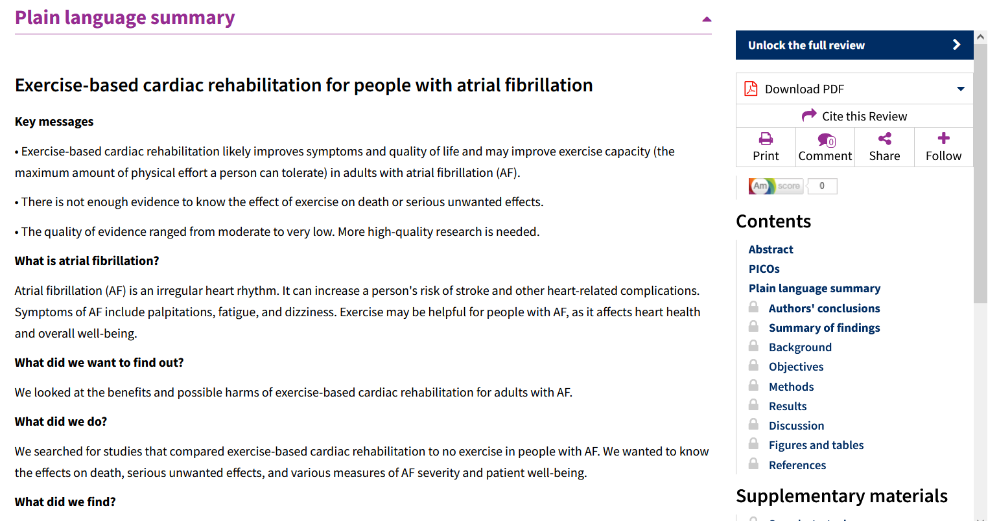 Plain language summary
Exercise-based cardiac rehabilitation for people with atrial fibrillation
Key messages
• Exercise-based cardiac rehabilitation likely improves symptoms and quality of life and may improve exercise capacity (the
maximum amount of physical effort a person can tolerate) in adults with atrial fibrillation (AF).
• There is not enough evidence to know the effect of exercise on death or serious unwanted effects.
• The quality of evidence ranged from moderate to very low. More high-quality research is needed.
What is atrial fibrillation?
Atrial fibrillation (AF) is an irregular heart rhythm. It can increase a person's risk of stroke and other heart-related complications.
Symptoms of AF include palpitations, fatigue, and dizziness. Exercise may be helpful for people with AF, as it affects heart health
and overall well-being.
What did we want to find out?
We looked at the benefits and possible harms of exercise-based cardiac rehabilitation for adults with AF.
What did we do?
We searched for studies that compared exercise-based cardiac rehabilitation to no exercise in people with AF. We wanted to know
the effects on death, serious unwanted effects, and various measures of AF severity and patient well-being.
What did we find?
Unlock the full review
Download PDF
Cite this Review
0
Print Comment Share Follow
Am score 0
Contents
Abstract
PICOs
Plain language summary
Authors' conclusions
Summary of findings
Background
Objectives
Methods
Results
Discussion
Figures and tables
References
Supplementary materials